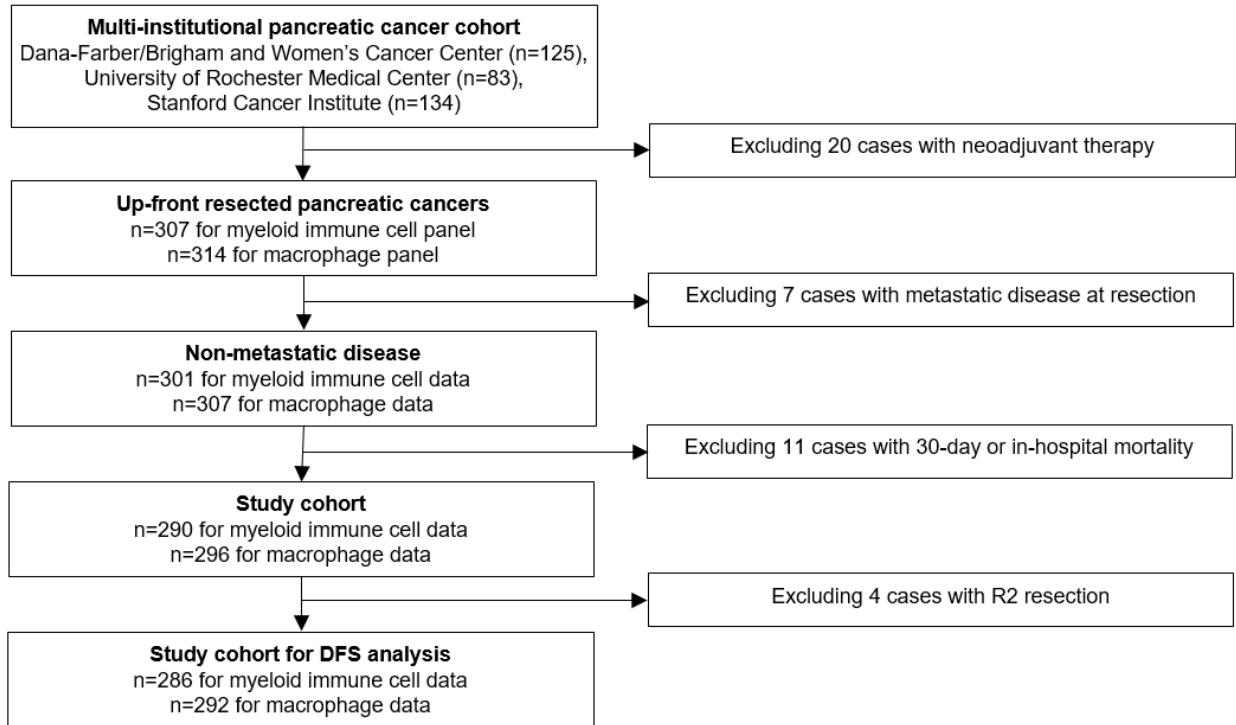 Multi-institutional pancreatic cancer cohort
Dana-Farber/Brigham and Women’s Cancer Center (n=125),
University of Rochester Medical Center (n=83),
Stanford Cancer Institute (n=134)
Excluding 20 cases with neoadjuvant therapy
Up-front resected pancreatic cancers
n=307 for myeloid immune cell panel
n=314 for macrophage panel
Excluding 7 cases with metastatic disease at resection
Non-metastatic disease
n=301 for myeloid immune cell data
n=307 for macrophage data
Excluding 11 cases with 30-day or in-hospital mortality
Study cohort
n=290 for myeloid immune cell data
n=296 for macrophage data
Excluding 4 cases with R2 resection
Study cohort for DFS analysis
n=286 for myeloid immune cell data
n=292 for macrophage data